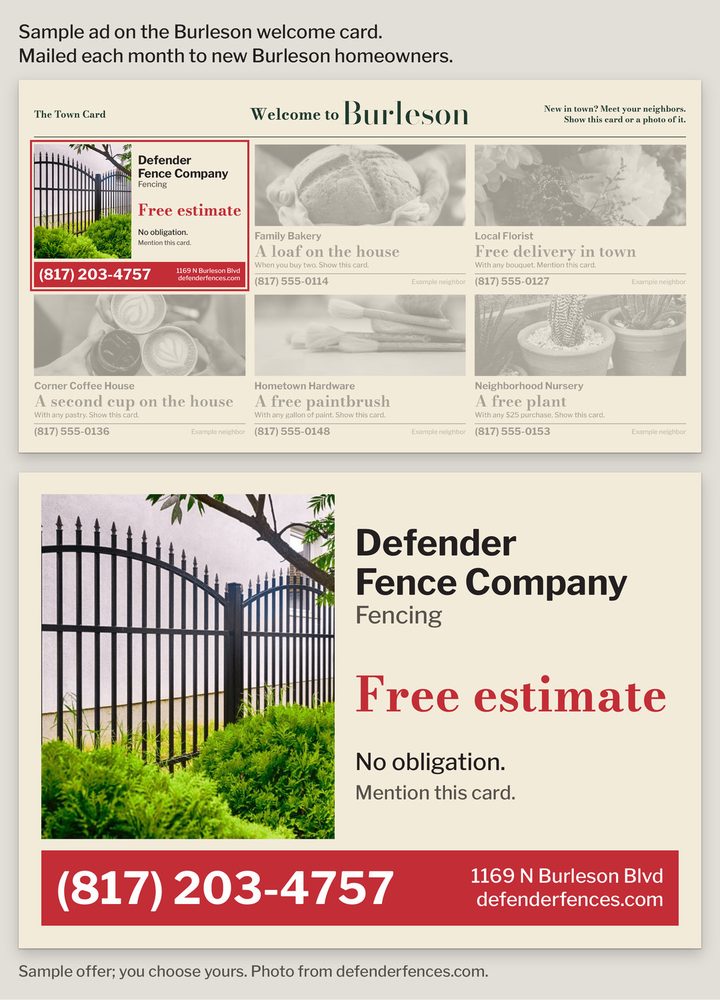 Sample ad on the Burleson welcome card.
Mailed each month to new Burleson homeowners.
The Town Card
Welcome to Burleson
New in town? Meet your neighbors.
Show this card or a photo of it.
Defender
Fence Company
Fencing
Free estimate
No obligation.
Mention this card.
(817) 203-4757
1169 N Burleson Blvd
defenderfences.com
Family Bakery
A loaf on the house
When you buy two. Show this card.
(817) 555-0114
Example neighbor
Local Florist
Free delivery in town
With any bouquet. Mention this card.
(817) 555-0127
Example neighbor
Corner Coffee House
A second cup on the house
With any pastry. Show this card.
(817) 555-0136
Example neighbor
Hometown Hardware
A free paintbrush
With any gallon of paint. Show this card.
(817) 555-0148
Example neighbor
Neighborhood Nursery
A free plant
With any $25 purchase. Show this card.
(817) 555-0153
Example neighbor
Defender
Fence Company
Fencing
Free estimate
No obligation.
Mention this card.
(817) 203-4757
1169 N Burleson Blvd
defenderfences.com
Sample offer; you choose yours. Photo from defenderfences.com.